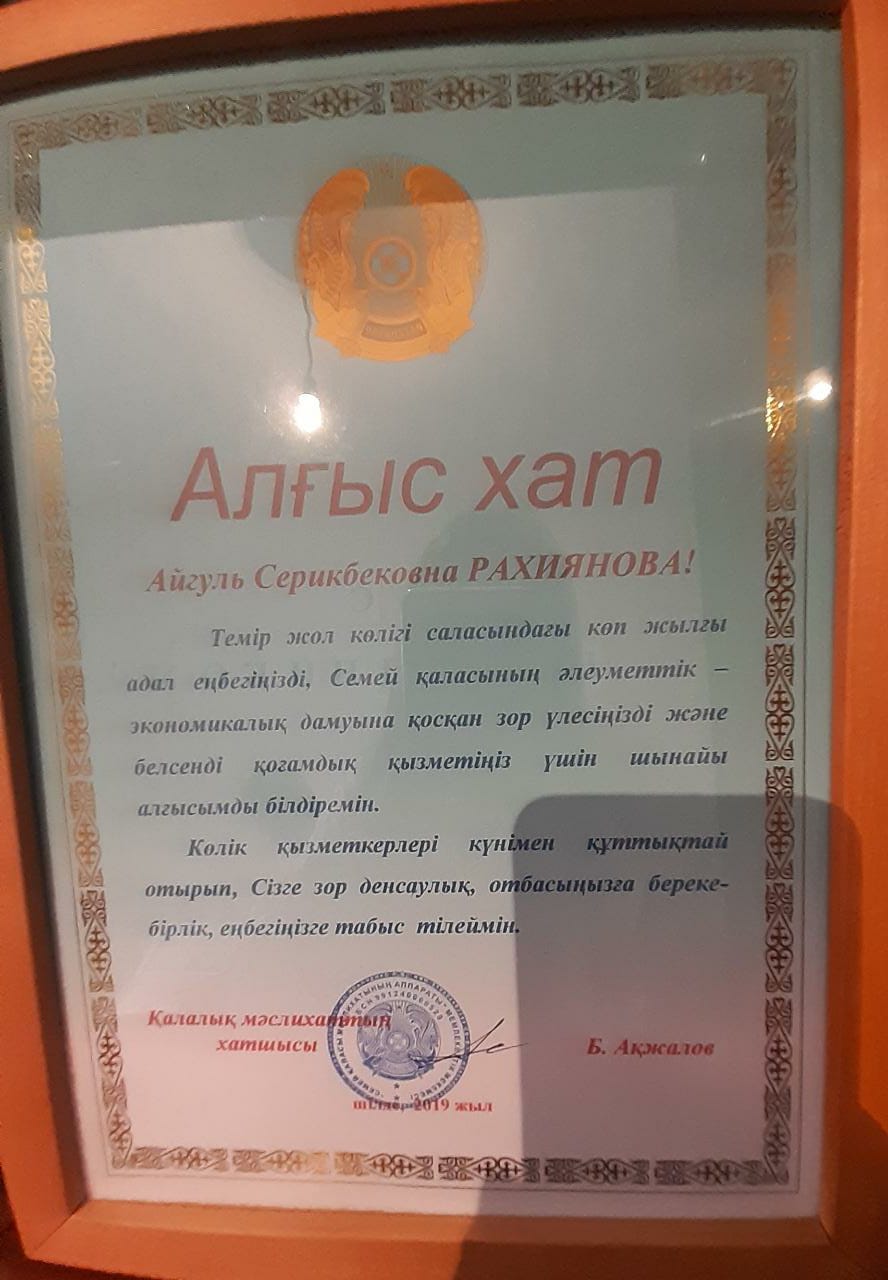 Алғыс хат
Айгуль Серикбековна РАХИЯНОВА!
Темір жол көлігі саласындағы көп жылғы
адал еңбегіңізді, Семей қаласының әлеуметтік –
экономикалық дамуына қосқан зор үлесіңізді және
белсенді қоғамдық қызметіңіз үшін шынайы
алғысымды білдіремін.
Көлік қызметкерлері күнімен құттықтай
отырып, Сізге зор денсаулық, отбасыңызға береке-
бірлік, еңбегіңізге табыс тілеймін.
Қалалық мәслихатының
хатшысы
Б. Ақжалов
шілде, 2019 жыл